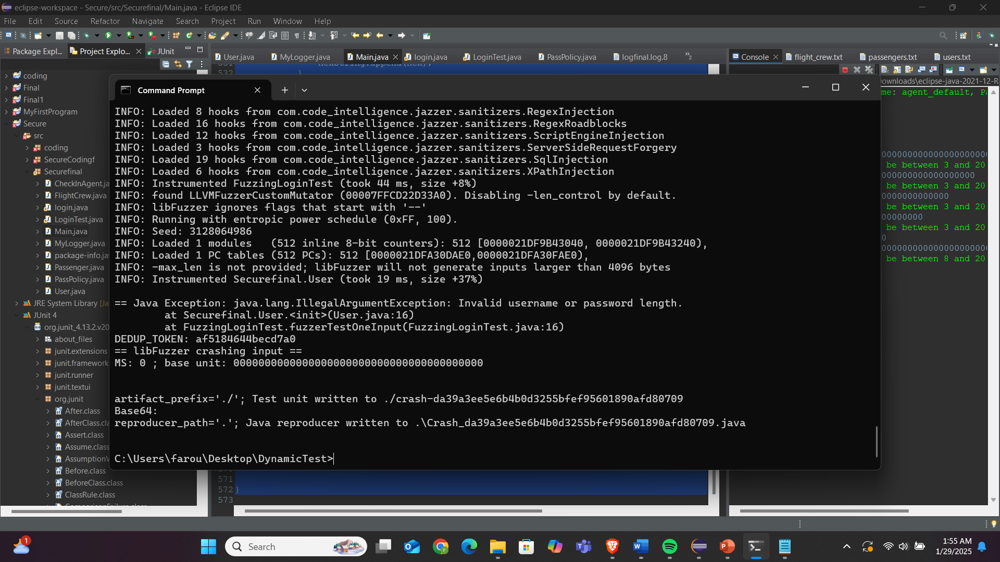 eclipse-workspace - Secure/src/Securefinal/Main.java - Eclipse IDE
File Edit Source Refactor Navigate Search Project Run Window Help
Package Expl... Project Explo... JUnit
User.java MyLogger.java Main.java login.java LoginTest.java PassPolicy.java logfinal.log.8 »2
Console flight_crew.txt passengers.txt users.txt
532 }
coding
Final
Final1
MyFirstProgram
Secure
src
coding
SecureCodingf
Securefinal
CheckInAgent.ja
FlightCrew.java
login.java
LoginTest.java
Main.java
MyLogger.java
package-info.jav
Passenger.java
PassPolicy.java
User.java
JRE System Library [Ja
JUnit 4
org.junit_4.13.2.v20
about_files
junit.extensions
junit.framework
junit.runner
junit.textui
org.junit
After.class
AfterClass.cla
Assert.class
Assume.class
AssumptionV
Before.class
BeforeClass.class
ClassRule.class
Command Prompt
INFO: Loaded 8 hooks from com.code_intelligence.jazzer.sanitizers.RegexInjection
INFO: Loaded 16 hooks from com.code_intelligence.jazzer.sanitizers.RegexRoadblocks
INFO: Loaded 12 hooks from com.code_intelligence.jazzer.sanitizers.ScriptEngineInjection
INFO: Loaded 3 hooks from com.code_intelligence.jazzer.sanitizers.ServerSideRequestForgery
INFO: Loaded 19 hooks from com.code_intelligence.jazzer.sanitizers.SqlInjection
INFO: Loaded 6 hooks from com.code_intelligence.jazzer.sanitizers.XPathInjection
INFO: Instrumented FuzzingLoginTest (took 44 ms, size +8%)
INFO: found LLVMFuzzerCustomMutator (00007FFCD22D33A0). Disabling -len_control by default.
INFO: libFuzzer ignores flags that start with '--'
INFO: Running with entropic power schedule (0xFF, 100).
INFO: Seed: 3128064986
INFO: Loaded 1 modules   (512 inline 8-bit counters): 512 [0000021DF9B43040, 0000021DF9B43240),
INFO: Loaded 1 PC tables (512 PCs): 512 [0000021DFA30DAE0,0000021DFA30FAE0),
INFO: -max_len is not provided; libFuzzer will not generate inputs larger than 4096 bytes
INFO: Instrumented Securefinal.User (took 19 ms, size +37%)
== Java Exception: java.lang.IllegalArgumentException: Invalid username or password length.
at Securefinal.User.<init>(User.java:16)
at FuzzingLoginTest.fuzzerTestOneInput(FuzzingLoginTest.java:16)
DEDUP_TOKEN: af5184644becd7a0
== libFuzzer crashing input ==
MS: 0 ; base unit: 0000000000000000000000000000000000000000
artifact_prefix='./'; Test unit written to ./crash-da39a3ee5e6b4b0d3255bfef95601890afd80709
Base64:
reproducer_path='.'; Java reproducer written to .\Crash_da39a3ee5e6b4b0d3255bfef95601890afd80709.java
C:\Users\farou\Desktop\DynamicTest>
ownloads\eclipse-java-2021-12-R
me: agent_default, Pa
be between 3 and 20
be between 3 and 20
be between 3 and 20
be between 3 and 20
be between 8 and 20
571
572 }
573
1
Search
1:55 AM
1/29/2025